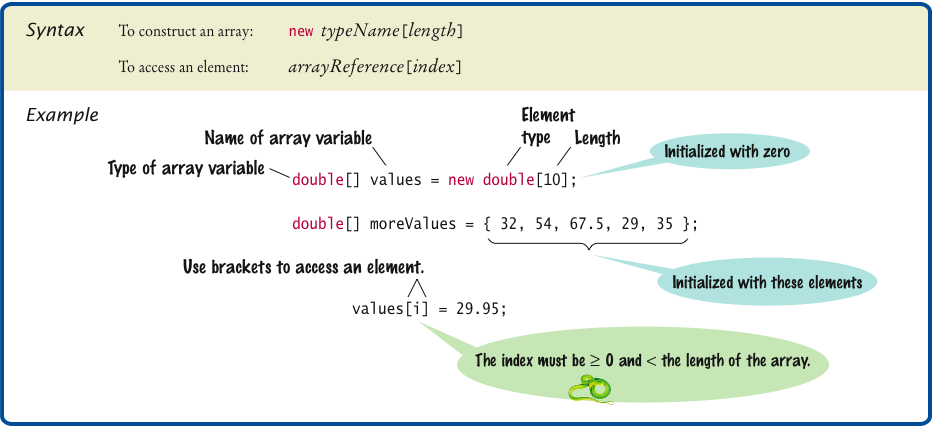 Syntax To construct an array: new typeName[length]
To access an element: arrayReference[index]
Example
Name of array variable
Type of array variable
Element
type
Length
Initialized with zero
double[] values = new double[10];
double[] moreValues = { 32, 54, 67.5, 29, 35 };
Use brackets to access an element.
Initialized with these elements
values[i] = 29.95;
The index must be ≥ 0 and < the length of the array.